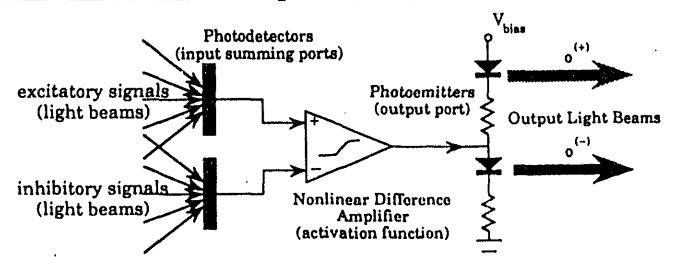 Photodetectors
(input summing ports)
excitatory signals
(light beams)
inhibitory signals
(light beams)
+
−
Nonlinear Difference
Amplifier
(activation function)
Photoemitters
(output port)
V bias
o (+)
Output Light Beams
o (-)